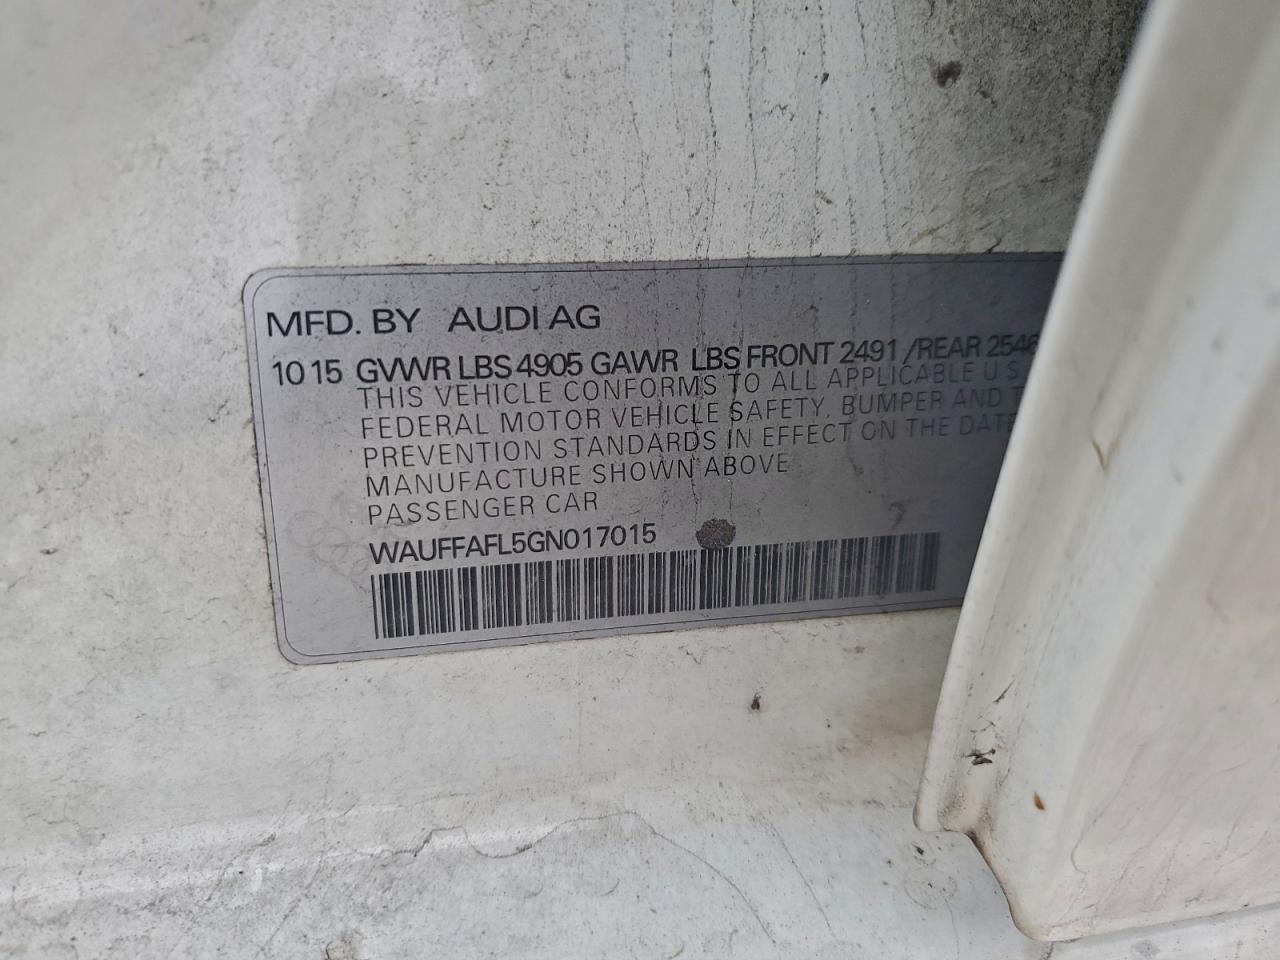 MFD. BY AUDI AG
10 15 GVWR LBS 4905 GAWR LBS FRONT 2491 /REAR 2546
THIS VEHICLE CONFORMS TO ALL APPLICABLE U S
FEDERAL MOTOR VEHICLE SAFETY, BUMPER AND T
PREVENTION STANDARDS IN EFFECT ON THE DATE
MANUFACTURE SHOWN ABOVE
PASSENGER CAR
WAUFFAFL5GN017015